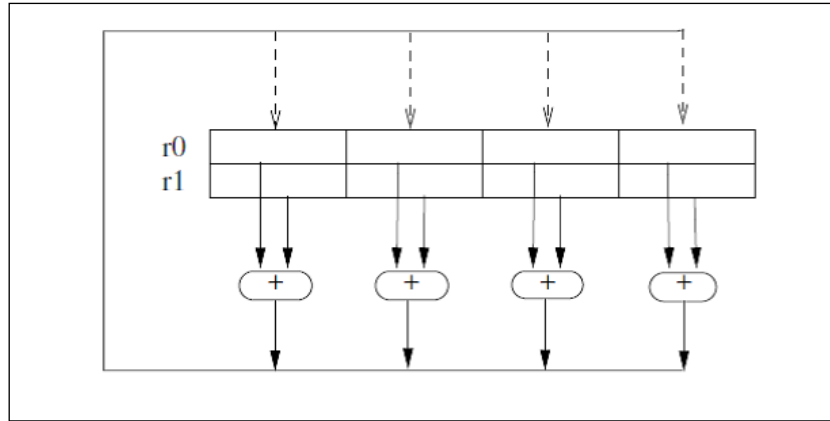 r0
r1
+ + + +